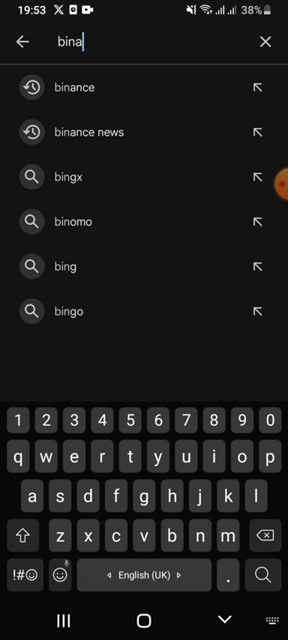 19:53 38%
bina
binance
binance news
bingx
binomo
bing
bingo
1 2 3 4 5 6 7 8 9 0
q w e r t y u i o p
a s d f g h j k l
z x c v b n m
!#☺ English (UK) .